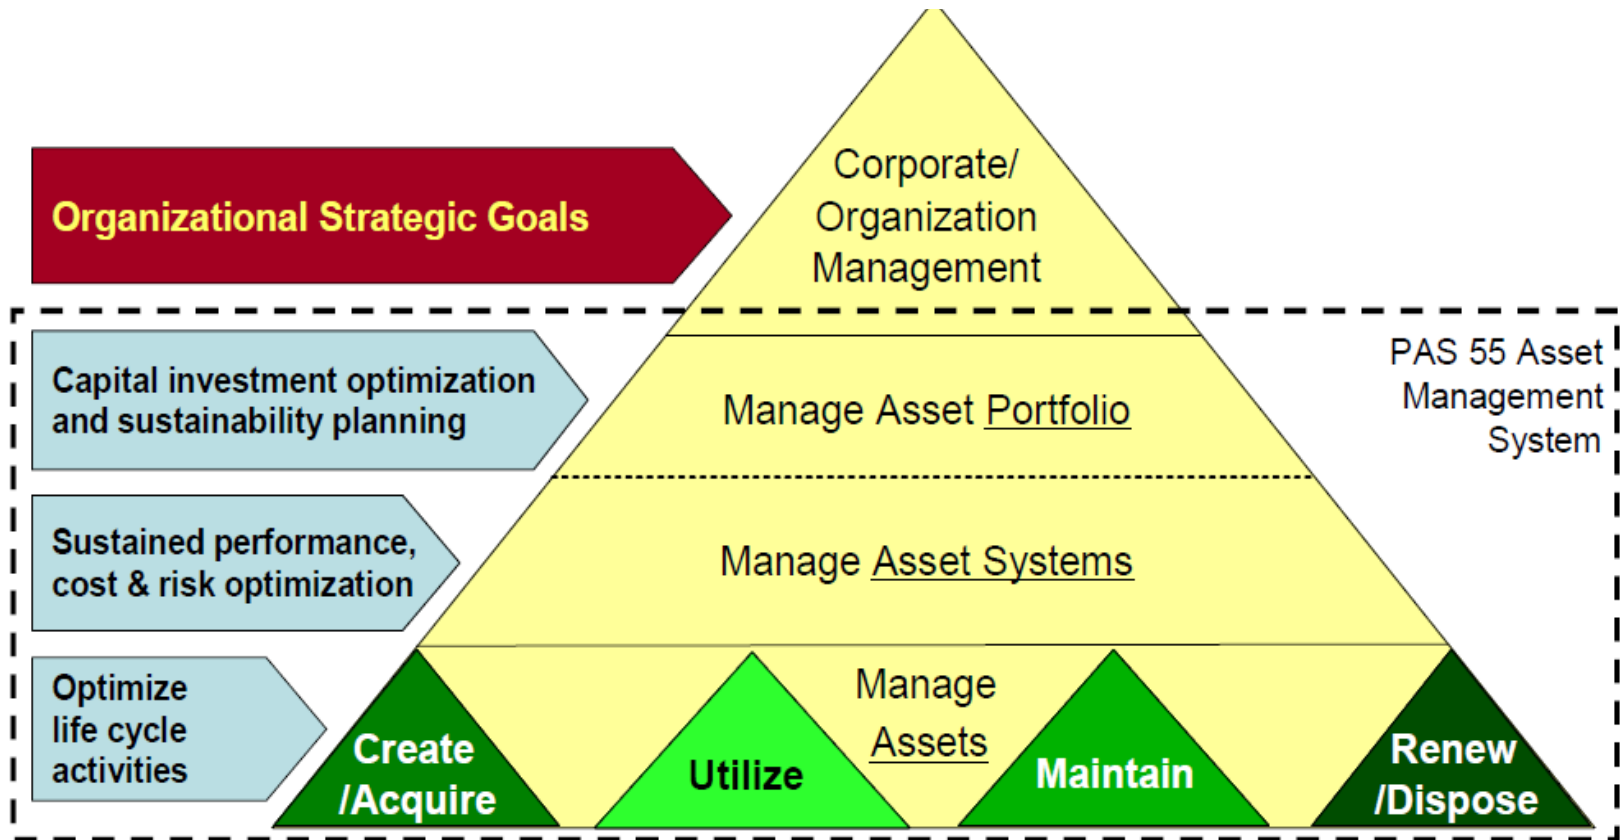 Corporate/
Organization
Management
Organizational Strategic Goals
Capital investment optimization
and sustainability planning
Manage Asset Portfolio
PAS 55 Asset
Management
System
Sustained performance,
cost & risk optimization
Manage Asset Systems
Optimize
life cycle
activities
Manage
Assets
Create
/Acquire
Utilize
Maintain
Renew
/Dispose